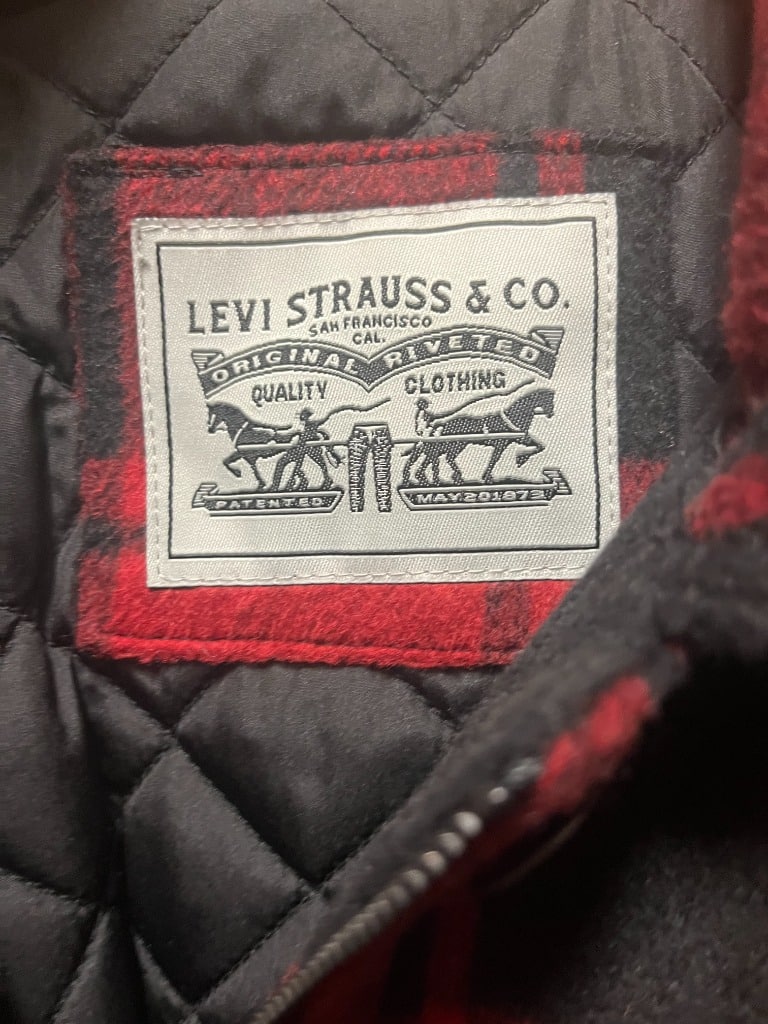 LEVI STRAUSS & CO.
SAN FRANCISCO
CAL.
ORIGINAL RIVETED
QUALITY CLOTHING
PATENTED MAY 20 1873